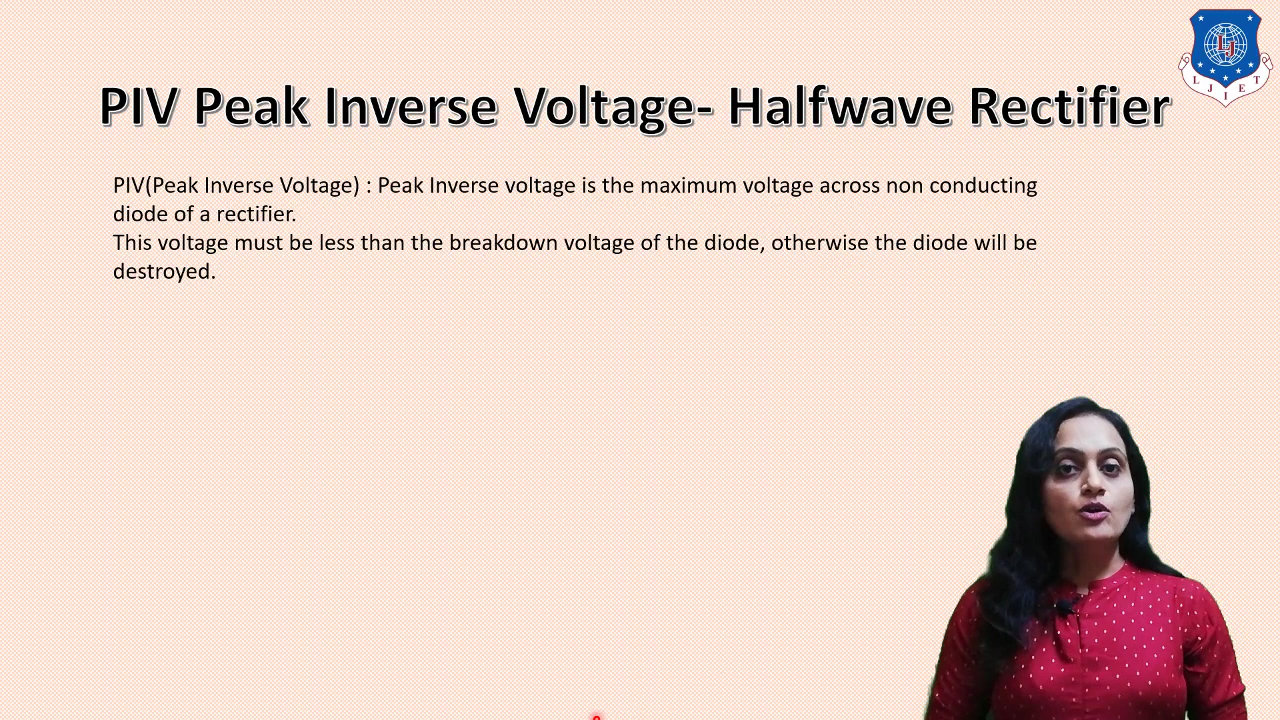 PIV Peak Inverse Voltage- Halfwave Rectifier
PIV(Peak Inverse Voltage) : Peak Inverse voltage is the maximum voltage across non conducting
diode of a rectifier.
This voltage must be less than the breakdown voltage of the diode, otherwise the diode will be
destroyed.
LJ
L J I E T